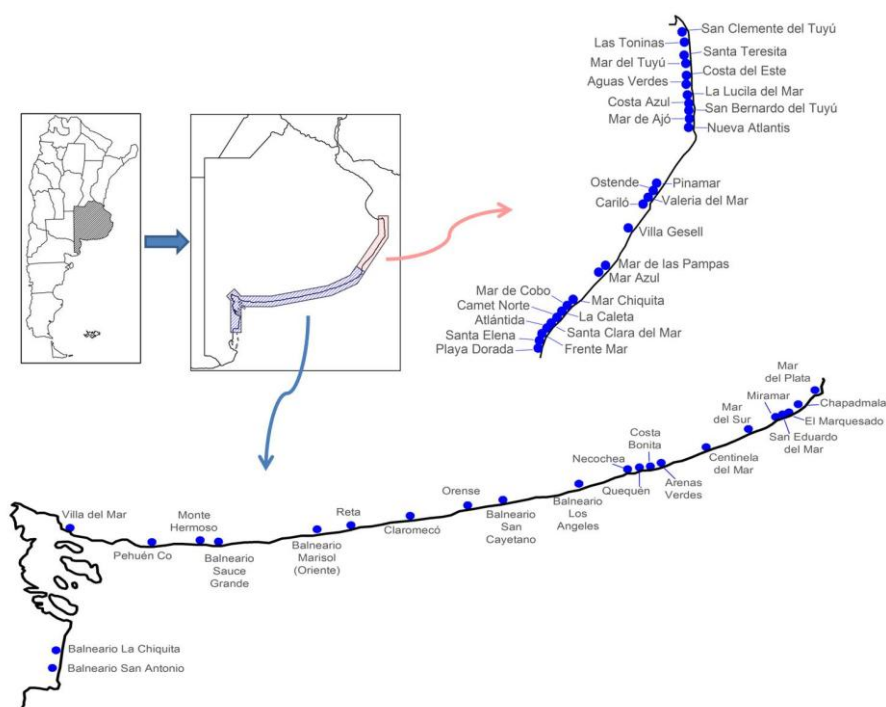 San Clemente del Tuyú
Las Toninas
Santa Teresita
Mar del Tuyú
Costa del Este
Aguas Verdes
La Lucila del Mar
Costa Azul
San Bernardo del Tuyú
Mar de Ajó
Nueva Atlantis
Ostende
Pinamar
Cariló
Valeria del Mar
Villa Gesell
Mar de las Pampas
Mar Azul
Mar de Cobo
Mar Chiquita
Camet Norte
La Caleta
Atlántida
Santa Clara del Mar
Santa Elena
Frente Mar
Playa Dorada
Mar
del Plata
Miramar
Chapadmala
Mar
del Sur
El Marquesado
San Eduardo
del Mar
Costa
Bonita
Centinela
del Mar
Necochea
Arenas
Verdes
Quequén
Orense
Balneario
Los
Angeles
Balneario
San
Cayetano
Reta
Claromecó
Balneario
Marisol
(Oriente)
Monte
Hermoso
Balneario
Sauce
Grande
Villa del Mar
Pehuén Co
Balneario La Chiquita
Balneario San Antonio